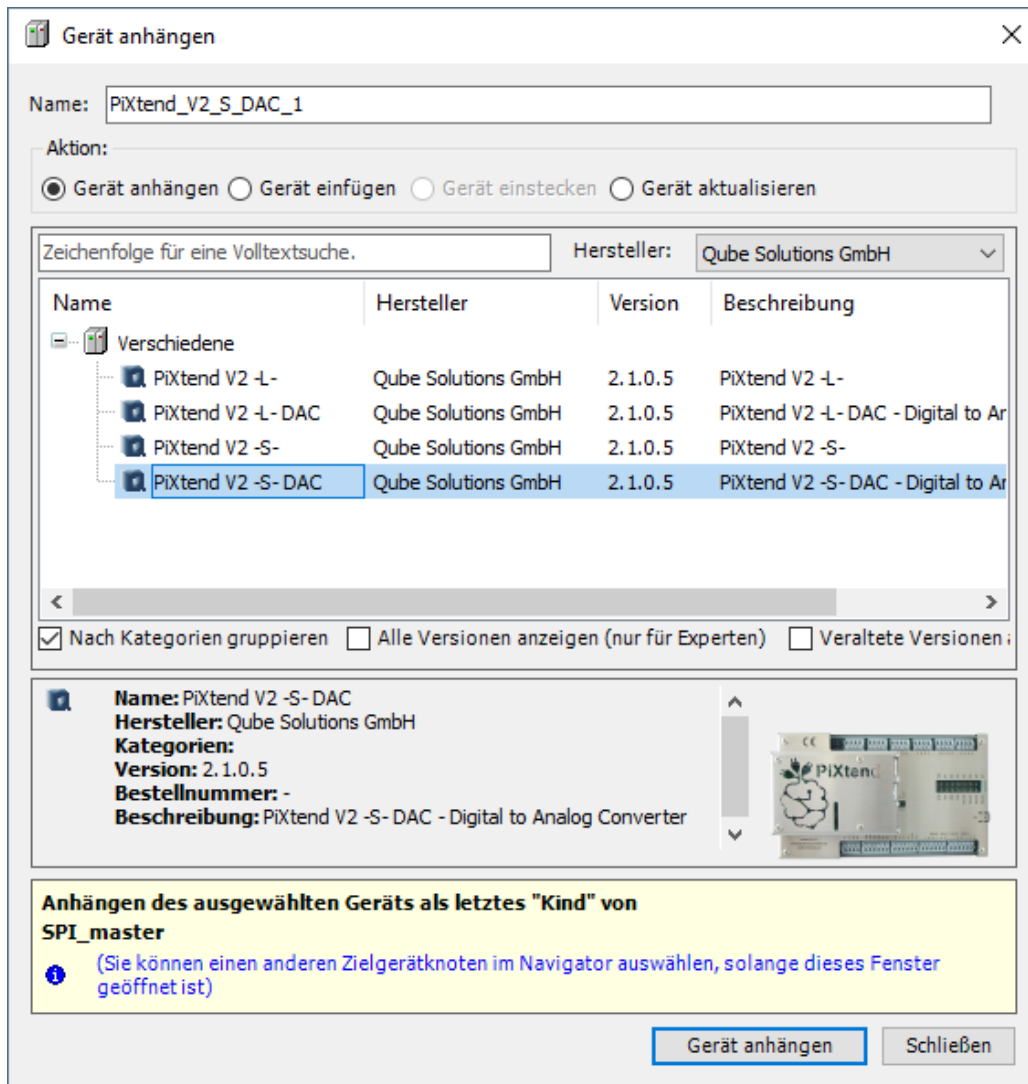 Gerät anhängen
Name: PiXtend_V2_S_DAC_1
Aktion:
Gerät anhängen Gerät einfügen Gerät einstecken Gerät aktualisieren
Zeichenfolge für eine Volltextsuche. Hersteller: Qube Solutions GmbH
Name Hersteller Version Beschreibung
Verschiedene
PiXtend V2 -L- Qube Solutions GmbH 2.1.0.5 PiXtend V2 -L-
PiXtend V2 -L- DAC Qube Solutions GmbH 2.1.0.5 PiXtend V2 -L- DAC - Digital to Ar
PiXtend V2 -S- Qube Solutions GmbH 2.1.0.5 PiXtend V2 -S-
PiXtend V2 -S- DAC Qube Solutions GmbH 2.1.0.5 PiXtend V2 -S- DAC - Digital to Ar
Nach Kategorien gruppieren Alle Versionen anzeigen (nur für Experten) Veraltete Versionen
Name: PiXtend V2 -S- DAC
Hersteller: Qube Solutions GmbH
Kategorien:
Version: 2.1.0.5
Bestellnummer: -
Beschreibung: PiXtend V2 -S- DAC - Digital to Analog Converter
CE
PiXtend
Anhängen des ausgewählten Geräts als letztes "Kind" von
SPI_master
(Sie können einen anderen Zielgerätknoten im Navigator auswählen, solange dieses Fenster
geöffnet ist)
Gerät anhängen Schließen